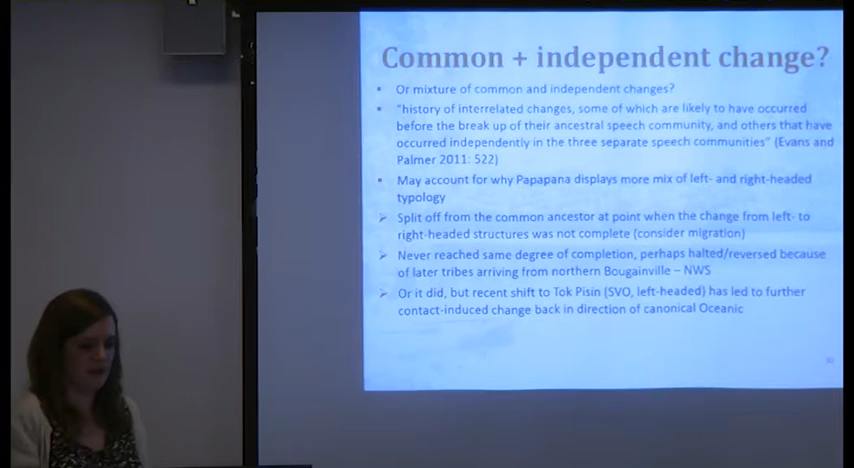 Common + independent change?
▪ Or mixture of common and independent changes?
▪ "history of interrelated changes, some of which are likely to have occurred
before the break up of their ancestral speech community, and others that have
occurred independently in the three separate speech communities" (Evans and
Palmer 2011: 522)
▪ May account for why Papapana displays more mix of left- and right-headed
typology
➢ Split off from the common ancestor at point when the change from left- to
right-headed structures was not complete (consider migration)
➢ Never reached same degree of completion, perhaps halted/reversed because
of later tribes arriving from northern Bougainville – NWS
➢ Or it did, but recent shift to Tok Pisin (SVO, left-headed) has led to further
contact-induced change back in direction of canonical Oceanic